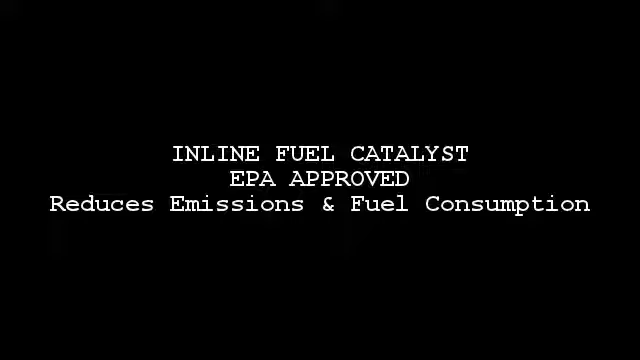 INLINE FUEL CATALYST
EPA APPROVED
Reduces Emissions & Fuel Consumption